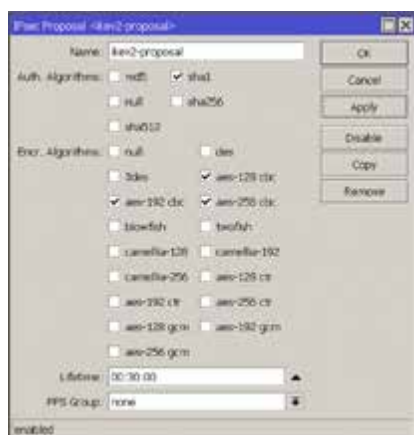 IPsec Proposal <ikev2-proposal>
Name: ikev2-proposal
OK
Auth. Algorithms: md5 sha1
Cancel
null sha256
Apply
sha512
Disable
Encr. Algorithms: null des
Copy
3des aes-128 cbc
Remove
aes-192 cbc aes-256 cbc
blowfish twofish
camellia-128 camellia-192
camellia-256 aes-128 ctr
aes-192 ctr aes-256 ctr
aes-128 gcm aes-192 gcm
aes-256 gcm
Lifetime: 00:30:00
PFS Group: none
enabled